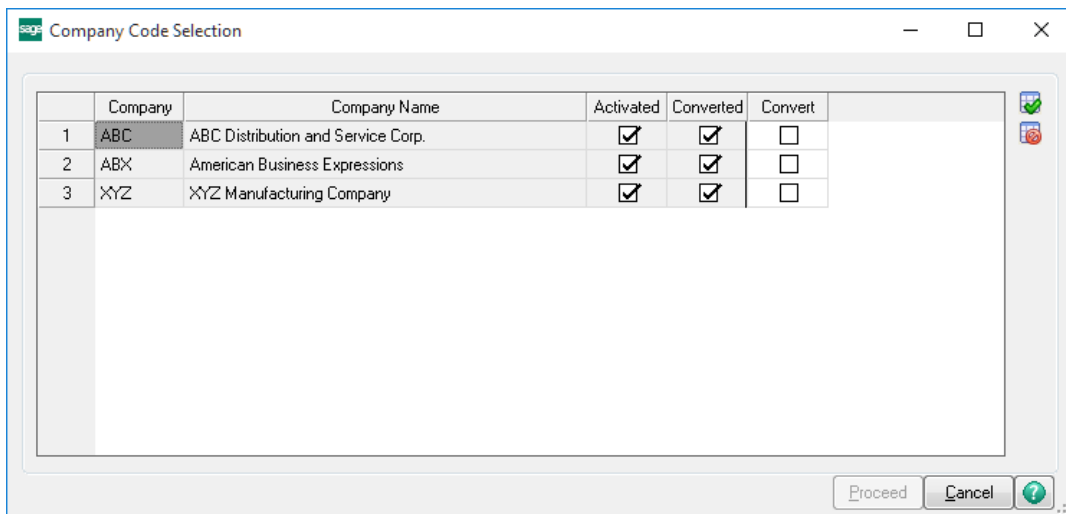 sage Company Code Selection
Company Company Name Activated Converted Convert
1 ABC ABC Distribution and Service Corp.
2 ABX American Business Expressions
3 XYZ XYZ Manufacturing Company
Proceed Cancel ?